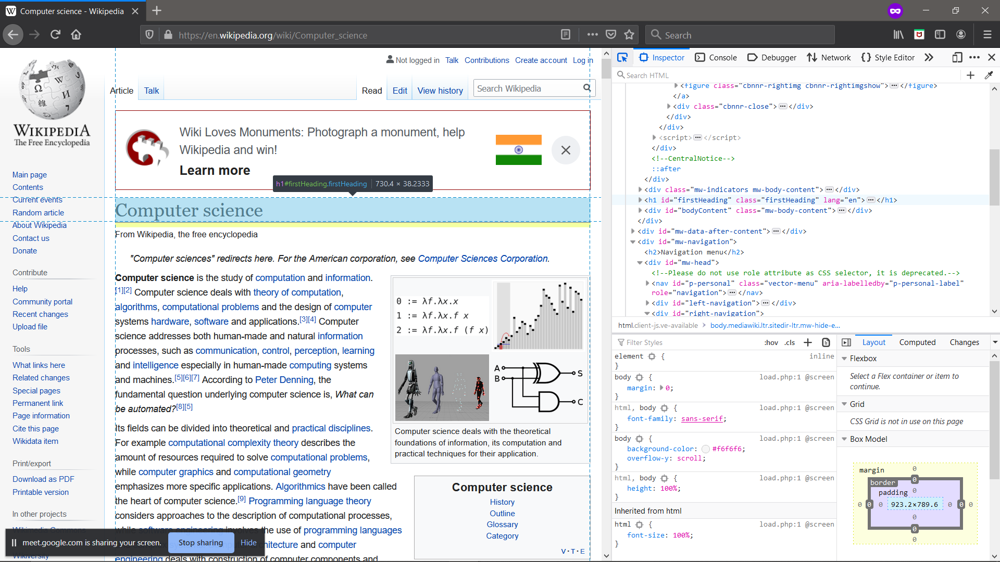 Computer science - Wikipedia
https://en.wikipedia.org/wiki/Computer_science
Search
WIKIPEDIA
The Free Encyclopedia
Main page
Contents
Current events
Random article
About Wikipedia
Contact us
Donate
Contribute
Help
Community portal
Recent changes
Upload file
Tools
What links here
Related changes
Special pages
Permanent link
Page information
Cite this page
Wikidata item
Print/export
Download as PDF
Printable version
In other projects
Wikimedia Commons
Wikiversity
Not logged in Talk Contributions Create account Log in
Article Talk
Read Edit View history Search Wikipedia
Wiki Loves Monuments: Photograph a monument, help
Wikipedia and win!
Learn more
h1#firstHeading.firstHeading 730.4 × 38.2333
Computer science
From Wikipedia, the free encyclopedia
"Computer sciences" redirects here. For the American corporation, see Computer Sciences Corporation.
Computer science is the study of computation and information.
[1][2] Computer science deals with theory of computation,
algorithms, computational problems and the design of computer
systems hardware, software and applications.[3][4] Computer
science addresses both human-made and natural information
processes, such as communication, control, perception, learning
and intelligence especially in human-made computing systems
and machines.[5][6][7] According to Peter Denning, the
fundamental question underlying computer science is, What can
be automated?[8][5]
Its fields can be divided into theoretical and practical disciplines.
For example computational complexity theory describes the
amount of resources required to solve computational problems,
while computer graphics and computational geometry
emphasizes more specific applications. Algorithmics have been called
the heart of computer science.[9] Programming language theory
considers approaches to the description of computational processes,
while software engineering involves the use of programming languages
architecture and computer
engineering deals with construction of computer components and
0 := λf.λx.x
1 := λf.λx.f x
2 := λf.λx.f (f x)
A
B
S
C
Computer science deals with the theoretical
foundations of information, its computation and
practical techniques for their application.
Computer science
History
Outline
Glossary
Category
V·T·E
meet.google.com is sharing your screen. Stop sharing Hide
Inspector Console Debugger Network Style Editor
Search HTML
<figure class="cbnnr-rightimg cbnnr-rightimgshow"> ••• </figure>
</a>
<div class="cbnnr-close"> ••• </div>
</div>
</div>
<script> ••• </script>
</div>
<!--CentralNotice-->
::after
</div>
<div class="mw-indicators mw-body-content"> ••• </div>
<h1 id="firstHeading" class="firstHeading" lang="en"> ••• </h1>
<div id="bodyContent" class="mw-body-content"> ••• </div>
</div>
<div id="mw-data-after-content"> ••• </div>
<div id="mw-navigation">
<h2>Navigation menu</h2>
<div id="mw-head">
<!--Please do not use role attribute as CSS selector, it is deprecated.-->
<nav id="p-personal" class="vector-menu" aria-labelledby="p-personal-label"
role="navigation"> ••• </nav>
<div id="left-navigation"> ••• </div>
<div id="right-navigation">
html.client-js.ve-available > body.mediawiki.ltr.sitedir-ltr.mw-hide-e...
Filter Styles :hov .cls
element {
inline
}
body {
load.php:1 @screen
margin: 0;
}
html, body {
load.php:1 @screen
font-family: sans-serif;
}
body {
load.php:1 @screen
background-color: #f6f6f6;
overflow-y: scroll;
}
html, body {
load.php:1 @screen
height: 100%;
}
Inherited from html
html {
load.php:1 @screen
font-size: 100%;
}
Layout Computed Changes
Flexbox
Select a Flex container or item to
continue.
Grid
CSS Grid is not in use on this page
Box Model
margin 0
border 0
padding 0
0 0 0 923.2×789.6 0 0 0
0
0
0